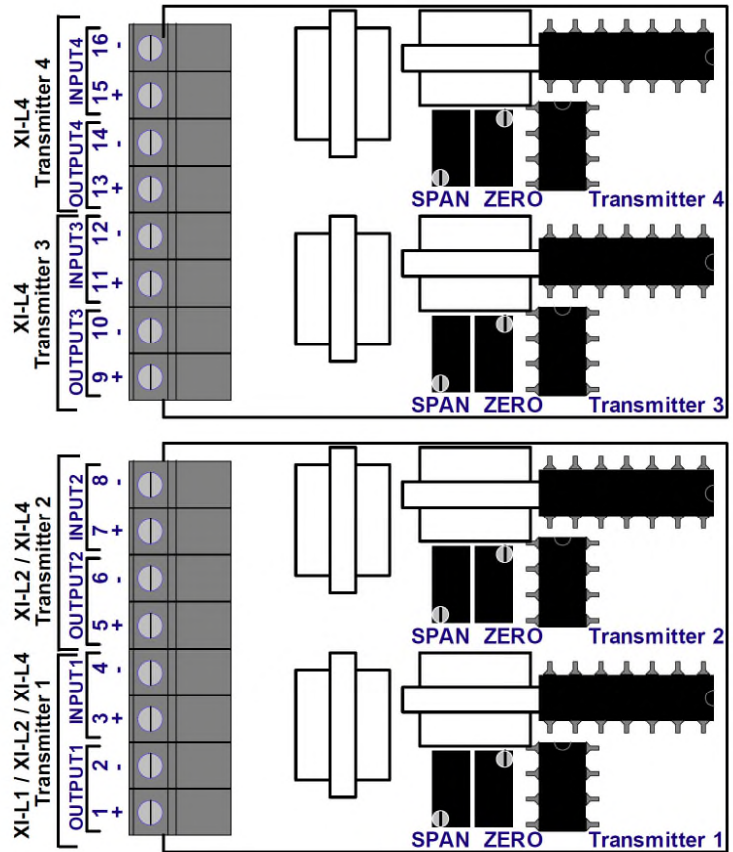 XI-L4
Transmitter 4
INPUT4
OUTPUT4
16 -
15 +
14 -
13 +
SPAN ZERO Transmitter 4
XI-L4
Transmitter 3
INPUT3
OUTPUT3
12 -
11 +
10 -
9 +
SPAN ZERO Transmitter 3
XI-L2 / XI-L4
Transmitter 2
INPUT2
OUTPUT2
8 -
7 +
6 -
5 +
SPAN ZERO Transmitter 2
XI-L1 / XI-L2 / XI-L4
Transmitter 1
INPUT1
OUTPUT1
4 -
3 +
2 -
1 +
SPAN ZERO Transmitter 1